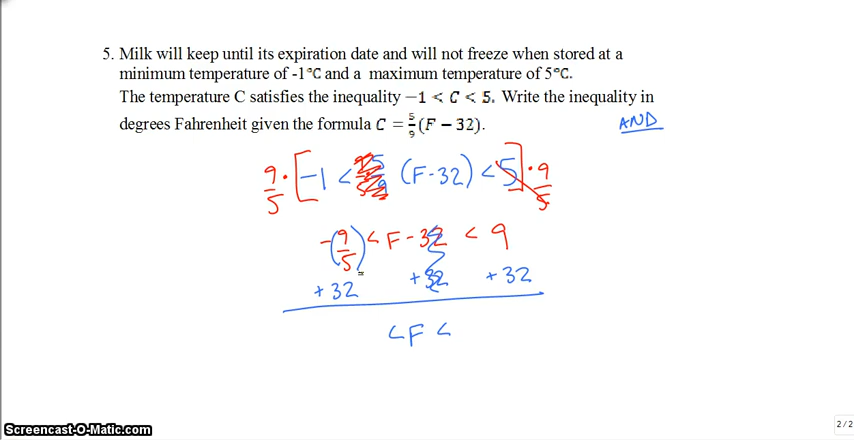 5. Milk will keep until its expiration date and will not freeze when stored at a
minimum temperature of -1°C and a maximum temperature of 5°C.
The temperature C satisfies the inequality −1 < C < 5. Write the inequality in
degrees Fahrenheit given the formula C = 5/9 (F − 32).
AND
9/5 · [-1 < 5/9 (F-32) < 5] · 9/5
-(9/5) < F - 32 < 9
+32 +32 +32
< F <
Screencast-O-Matic.com
2/2